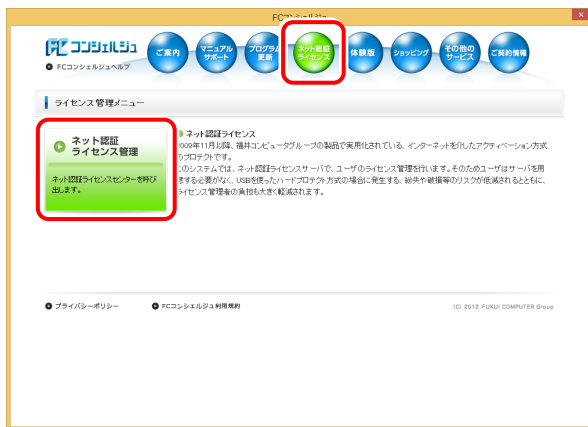 FCコンシェルジュ
×
FC コンシェルジュ
FCコンシェルジュヘルプ
ご案内
マニュアル
サポート
プログラム
更新
ネット認証
ライセンス
体験版
ショッピング
その他の
サービス
ご契約情報
ライセンス管理メニュー
ネット認証
ライセンス管理
ネット認証ライセンスセンターを呼び
出します。
ネット認証ライセンス
2009年11月以降、福井コンピュータグループの製品で実用化されている、インターネットを介したアクティベーション方式
のプロテクトです。
このシステムでは、ネット認証ライセンスサーバで、ユーザのライセンス管理を行います。そのためユーザはサーバを用
意する必要がなく、USBを使ったハードプロテクト方式の場合に発生する、紛失や破損等のリスクが低減されるとともに、
ライセンス管理者の負担も大きく軽減されます。
プライバシーポリシー
FCコンシェルジュ利用規約
(C) 2012 FUKUI COMPUTER Group